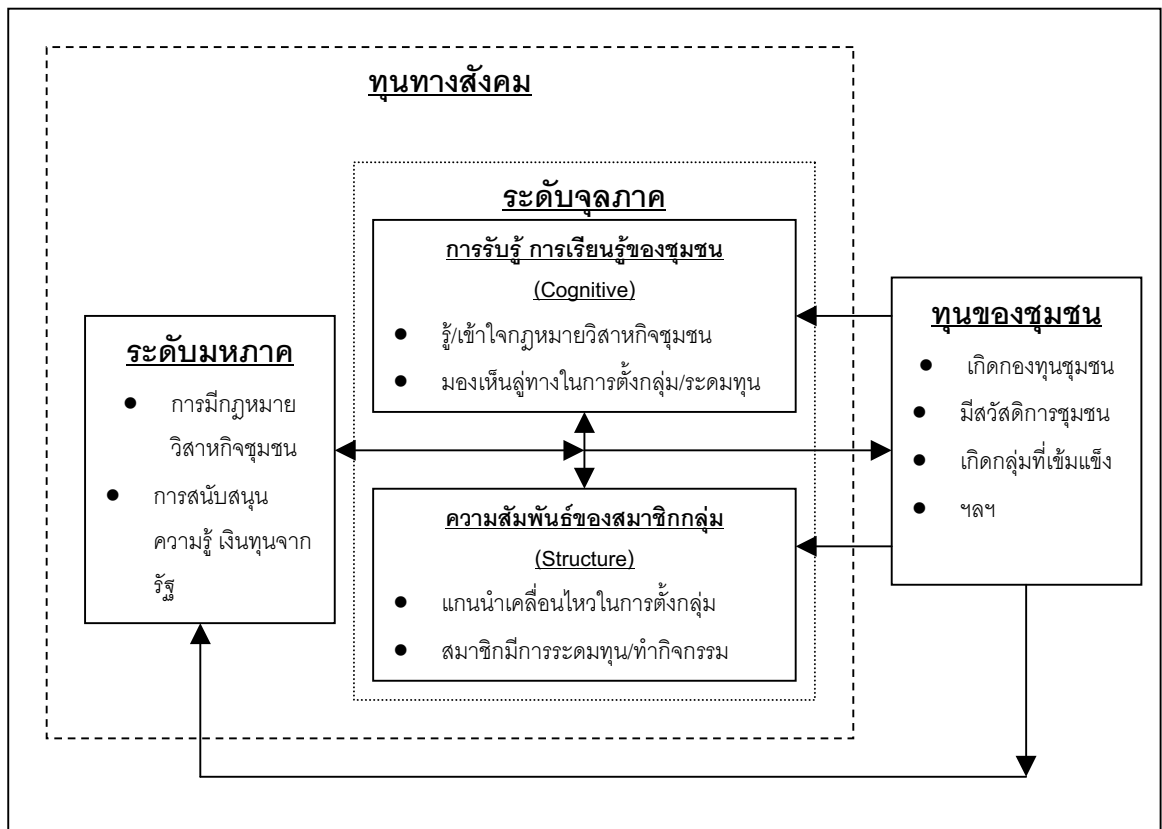 ทุนทางสังคม
ระดับจุลภาค
การรับรู้ การเรียนรู้ของชุมชน
(Cognitive)
● รู้/เข้าใจกฎหมายวิสาหกิจชุมชน
● มองเห็นลู่ทางในการตั้งกลุ่ม/ระดมทุน
ระดับมหภาค
● การมีกฎหมาย
วิสาหกิจชุมชน
● การสนับสนุน
ความรู้ เงินทุนจาก
รัฐ
ความสัมพันธ์ของสมาชิกกลุ่ม
(Structure)
● แกนนำเคลื่อนไหวในการตั้งกลุ่ม
● สมาชิกมีการระดมทุน/ทำกิจกรรม
ทุนของชุมชน
● เกิดกองทุนชุมชน
● มีสวัสดิการชุมชน
● เกิดกลุ่มที่เข้มแข็ง
● ฯลฯ